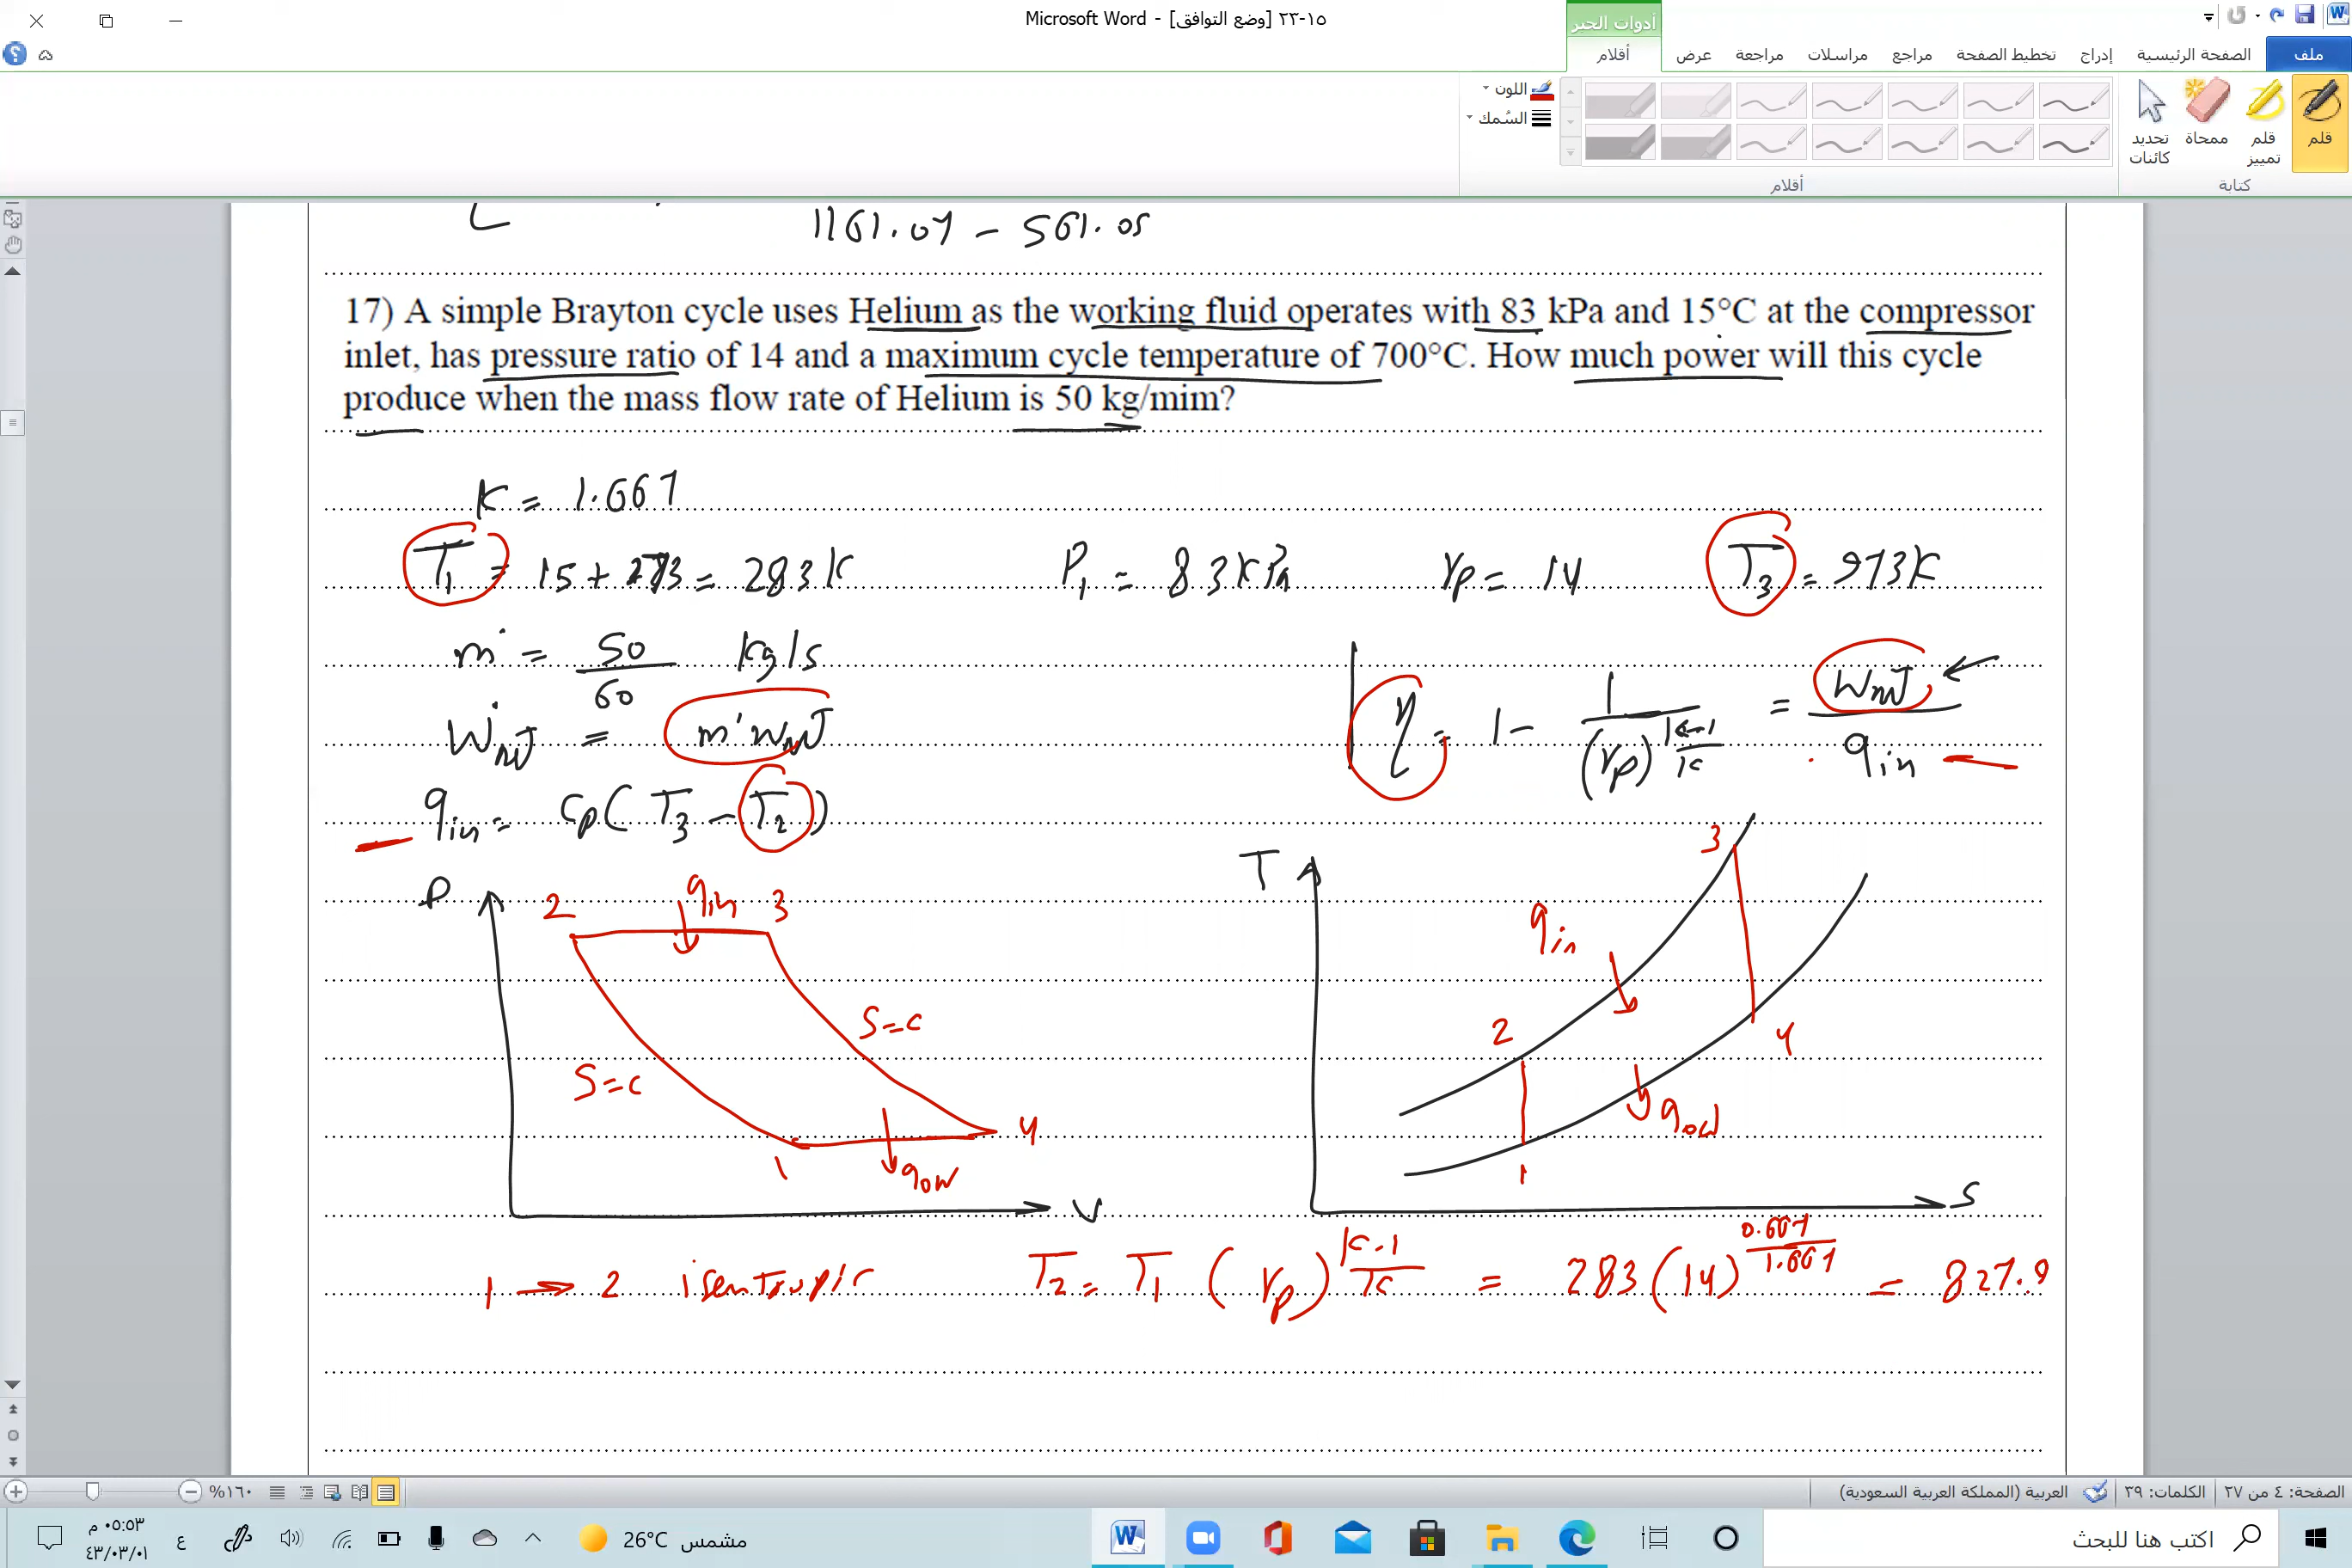 ٢٣-١٥ [وضع التوافق] - Microsoft Word
أدوات الحبر
ملف
الصفحة الرئيسية
إدراج
تخطيط الصفحة
مراجع
مراسلات
مراجعة
عرض
أقلام
قلم
قلم تمييز
ممحاة
تحديد كائنات
اللون
السُمك
كتابة
أقلام
1161.07 - 561.05
17) A simple Brayton cycle uses Helium as the working fluid operates with 83 kPa and 15°C at the compressor
inlet, has pressure ratio of 14 and a maximum cycle temperature of 700°C. How much power will this cycle
produce when the mass flow rate of Helium is 50 kg/mim?
K = 1.667
T1 = 15 + 273 = 283 K P1 = 83 kPa rp = 14 T3 = 973 K
ṁ = 50/60 kg/s
Ẇnet = ṁ wnet
η = 1 - 1/(rp)^(K-1/K) = wnet/qin
qin = cp(T3 - T2)
P 2 qin 3 S=c S=c 1 4 qout V
T 3 qin 2 4 qout 1 S
1 → 2 isentropic T2 = T1 (rp)^(K-1/K) = 283 (14)^(0.667/1.667) = 827.9
الصفحة: ٤ من ٢٧
الكلمات: ٣٩
العربية (المملكة العربية السعودية)
%١٦٠
اكتب هنا للبحث
26°C مشمس
ع
٠٥:٥٣ م
٤٣/٠٣/٠١